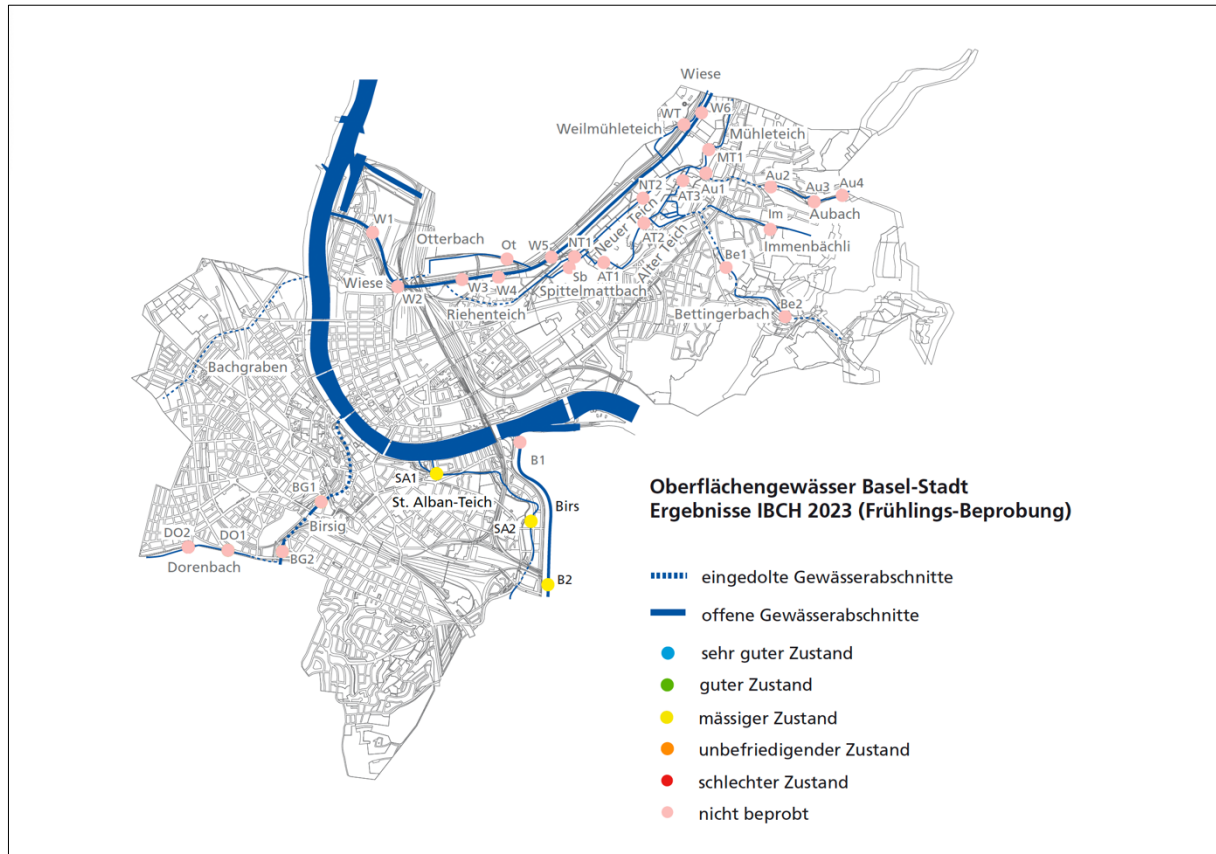 Wiese
WT
W6
Weilmühleteich
Mühleteich
MT1
NT2
AT3
Au1
Au2
Au3
Au4
Aubach
Im
Immenbächli
W1
Otterbach
Ot
W5
NT1
Neuer Teich
AT2
Alter Teich
Be1
Wiese
W2
W3
W4
Sb
AT1
Spittelmattbach
Riehenteich
Bettingerbach
Be2
Bachgraben
B1
SA1
St. Alban-Teich
Birs
BG1
Birsig
SA2
DO2
DO1
BG2
Dorenbach
B2
Oberflächengewässer Basel-Stadt
Ergebnisse IBCH 2023 (Frühlings-Beprobung)
eingedolte Gewässerabschnitte
offene Gewässerabschnitte
sehr guter Zustand
guter Zustand
mässiger Zustand
unbefriedigender Zustand
schlechter Zustand
nicht beprobt